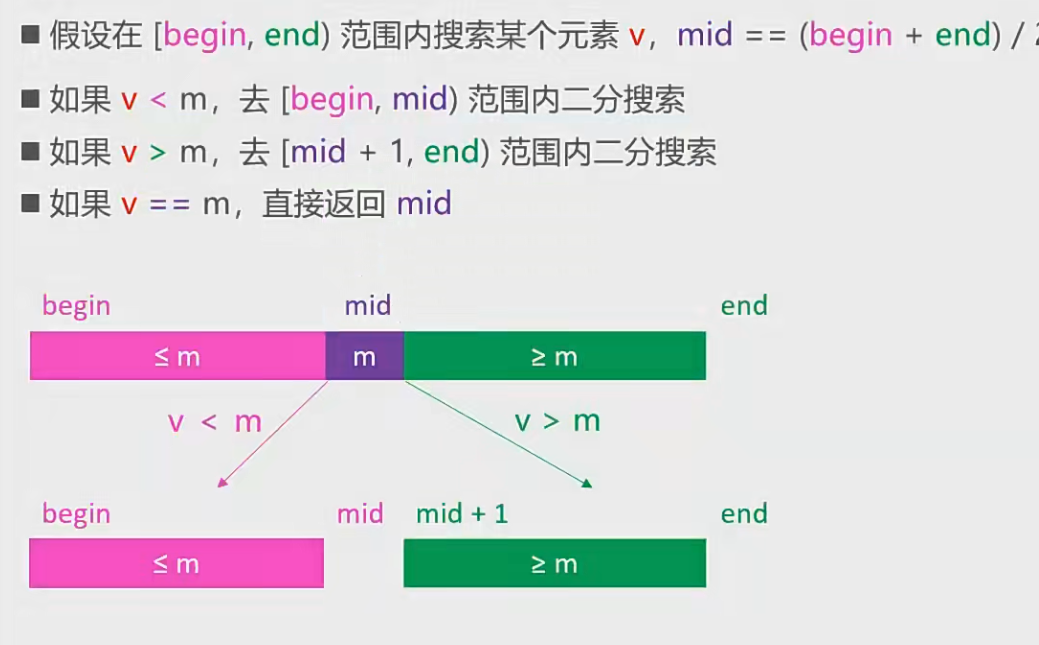 ■ 假设在 [begin, end) 范围内搜索某个元素 v，mid == (begin + end) / 2
■ 如果 v < m，去 [begin, mid) 范围内二分搜索
■ 如果 v > m，去 [mid + 1, end) 范围内二分搜索
■ 如果 v == m，直接返回 mid
begin mid end
≤ m m ≥ m
v < m v > m
begin mid mid + 1 end
≤ m ≥ m